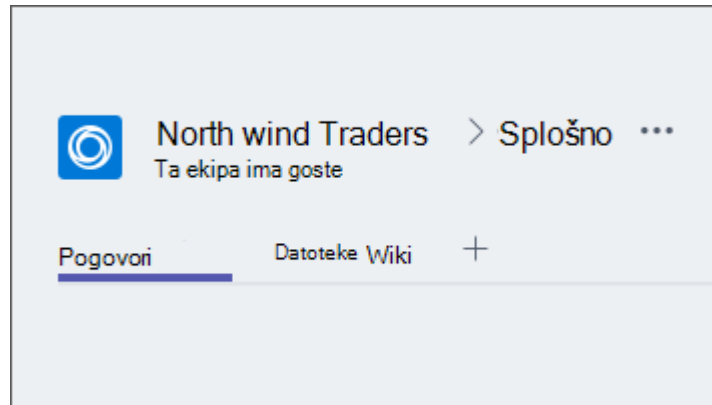 North wind Traders > Splošno ...
Ta ekipa ima goste
Pogovori Datoteke Wiki +